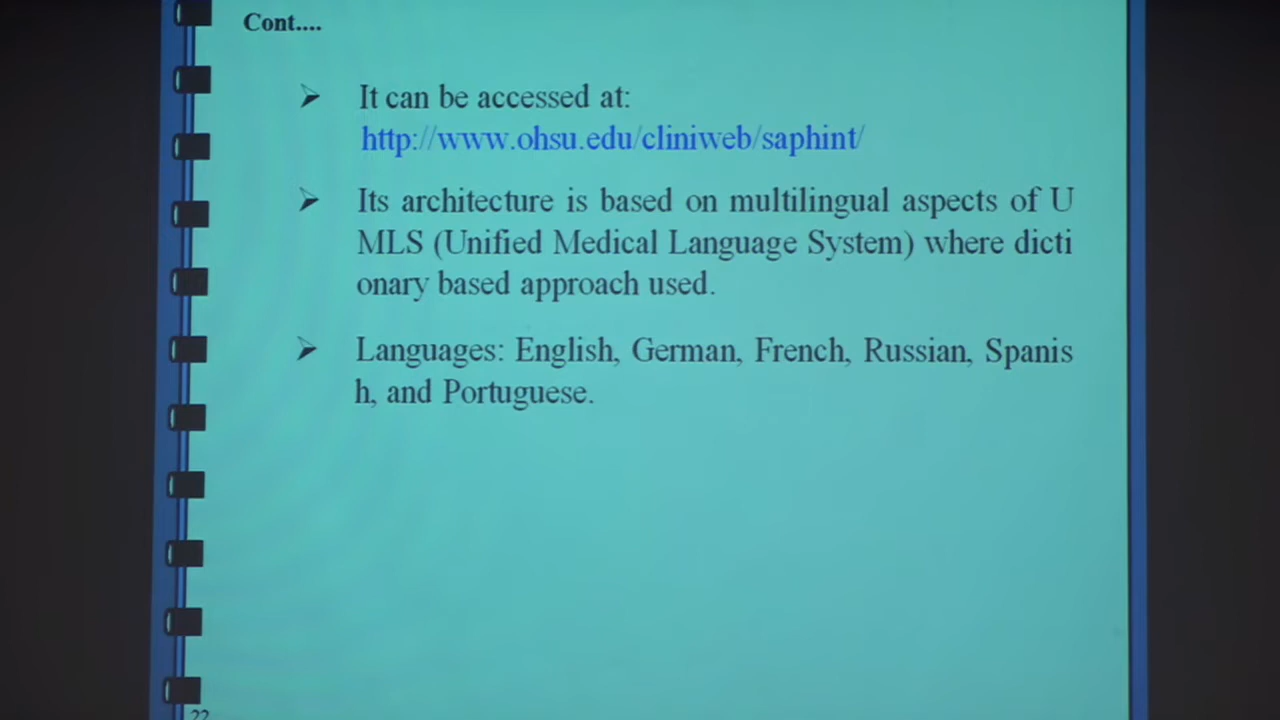 Cont....
It can be accessed at:
http://www.ohsu.edu/cliniweb/saphint/
Its architecture is based on multilingual aspects of U
MLS (Unified Medical Language System) where dicti
onary based approach used.
Languages: English, German, French, Russian, Spanis
h, and Portuguese.
22